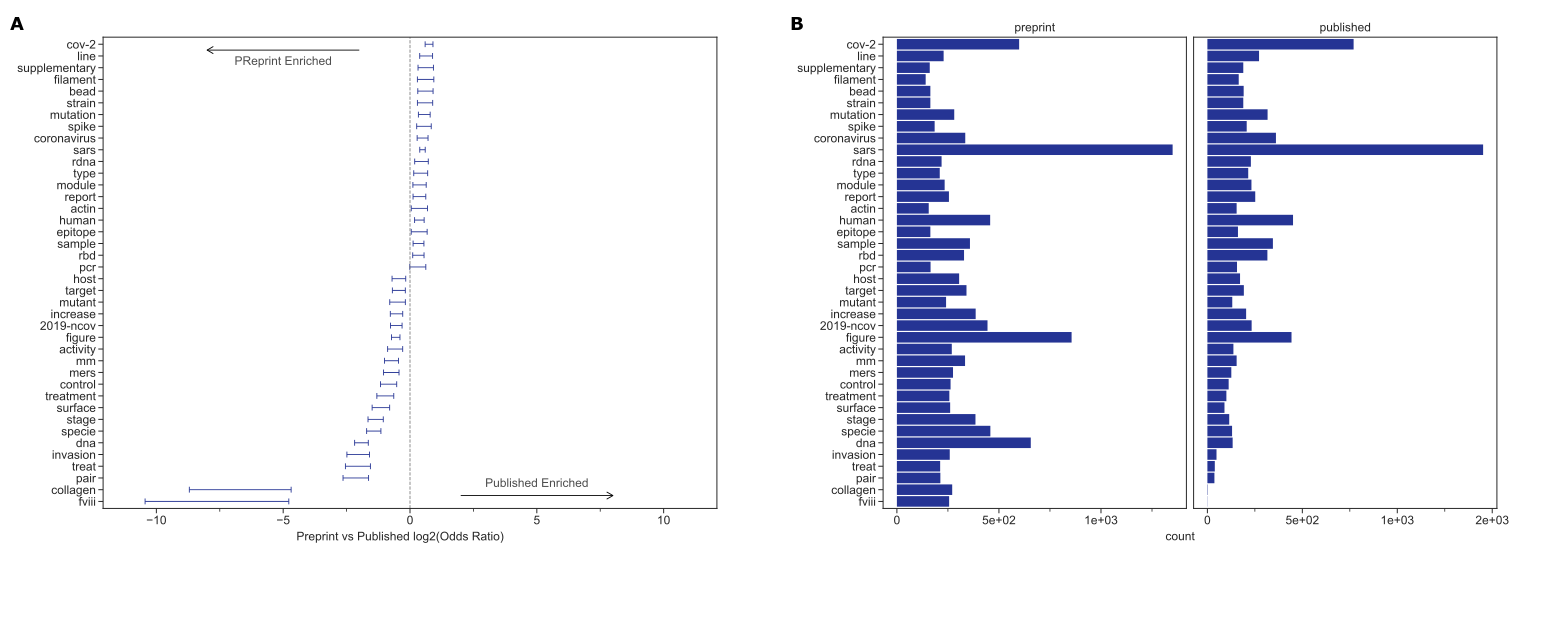 A
cov-2
line
supplementary
filament
bead
strain
mutation
spike
coronavirus
sars
rdna
type
module
report
actin
human
epitope
sample
rbd
pcr
host
target
mutant
increase
2019-ncov
figure
activity
mm
mers
control
treatment
surface
stage
specie
dna
invasion
treat
pair
collagen
fviii
PReprint Enriched
Published Enriched
−10
−5
0
5
10
Preprint vs Published log2(Odds Ratio)
B
preprint
published
cov-2
line
supplementary
filament
bead
strain
mutation
spike
coronavirus
sars
rdna
type
module
report
actin
human
epitope
sample
rbd
pcr
host
target
mutant
increase
2019-ncov
figure
activity
mm
mers
control
treatment
surface
stage
specie
dna
invasion
treat
pair
collagen
fviii
0
5e+02
1e+03
0
5e+02
1e+03
2e+03
count